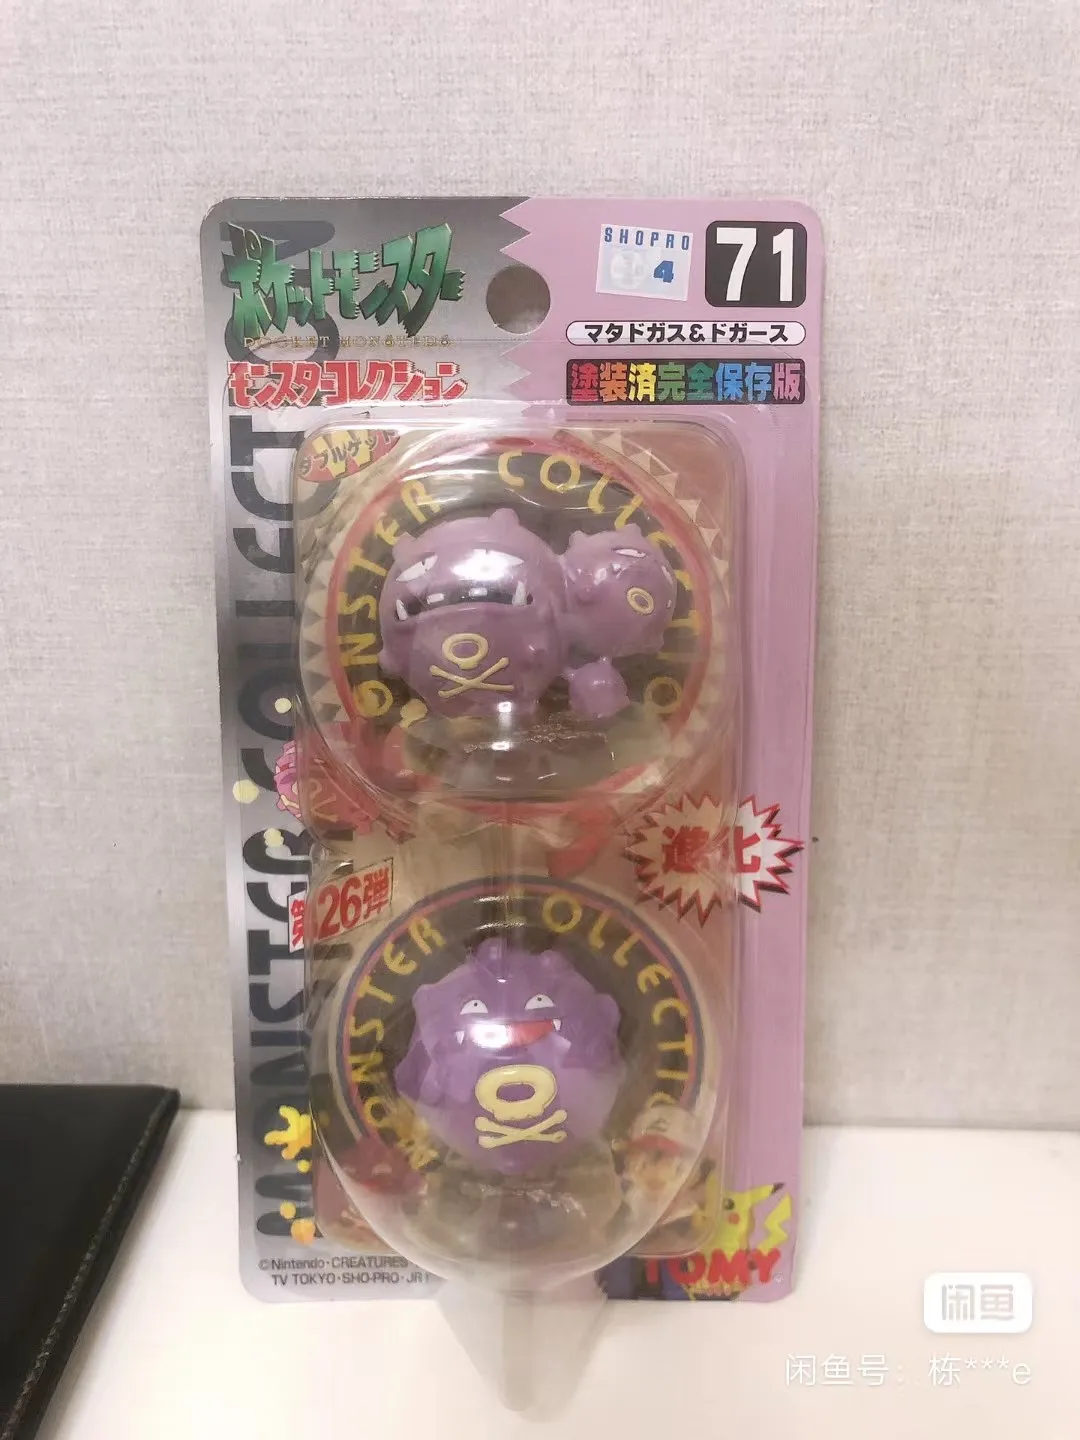 ポケットモンスター
POCKET MONSTERS
モンスターコレクション
SHOPRO
4
71
マタドガス&ドガース
塗装済完全保存版
ダブルゲット
MONSTER COLLECTION
MONSTER COLLECTION
進化
第26弾
MONSTER COLLECTION
©Nintendo・CREATURES
TV TOKYO・SHO-PRO・JR
TOMY
闲鱼
闲鱼号：栋***e